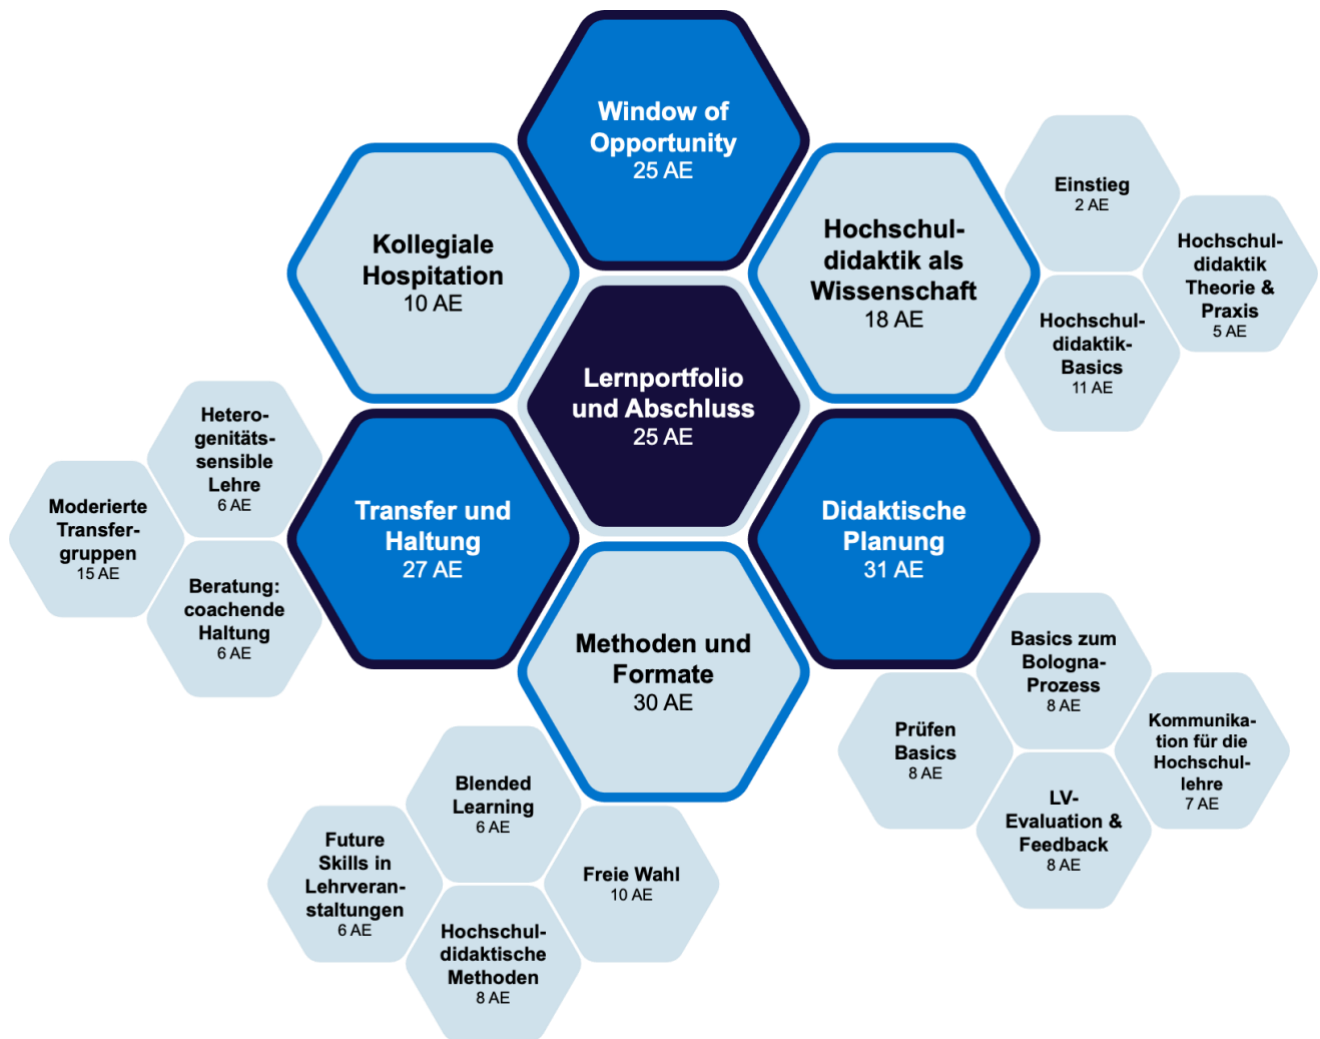 Window of
Opportunity
25 AE
Kollegiale
Hospitation
10 AE
Hochschul-
didaktik als
Wissenschaft
18 AE
Einstieg
2 AE
Hochschul-
didaktik
Theorie &
Praxis
5 AE
Hochschul-
didaktik-
Basics
11 AE
Lernportfolio
und Abschluss
25 AE
Hetero-
genitäts-
sensible
Lehre
6 AE
Moderierte
Transfer-
gruppen
15 AE
Beratung:
coachende
Haltung
6 AE
Transfer und
Haltung
27 AE
Didaktische
Planung
31 AE
Methoden und
Formate
30 AE
Basics zum
Bologna-
Prozess
8 AE
Prüfen
Basics
8 AE
Kommunika-
tion für die
Hochschul-
lehre
7 AE
LV-
Evaluation &
Feedback
8 AE
Blended
Learning
6 AE
Future
Skills in
Lehrveran-
staltungen
6 AE
Freie Wahl
10 AE
Hochschul-
didaktische
Methoden
8 AE